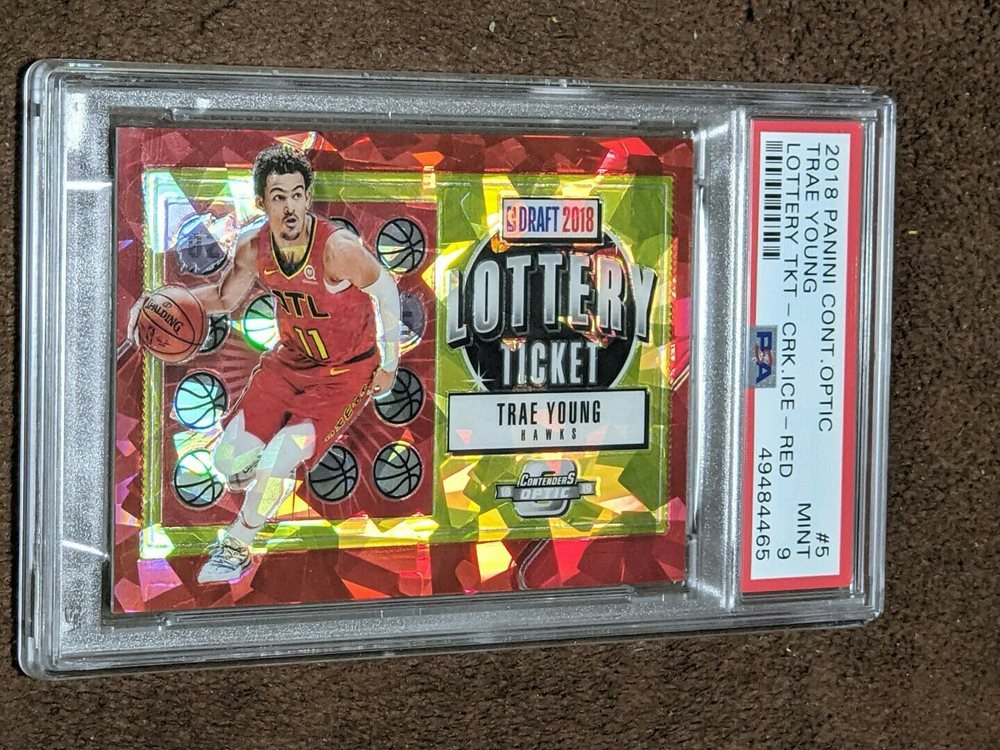 2018 PANINI CONT.OPTIC #5
TRAE YOUNG MINT
LOTTERY TKT-CRK.ICE-RED 9
PSA 49484465
DRAFT 2018
LOTTERY
TICKET
TRAE YOUNG
HAWKS
CONTENDERS
OPTIC
ATL
11
SPALDING